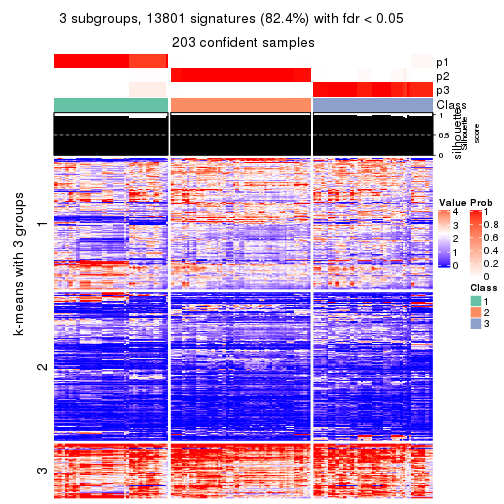 3 subgroups, 13801 signatures (82.4%) with fdr < 0.05
203 confident samples
p1
p2
p3
Class
1
0.5
0
silhouette
Silhouette
score
k-means with 3 groups
1
2
3
Value
4
3
2
1
0
Prob
1
0.8
0.6
0.4
0.2
0
Class
1
2
3